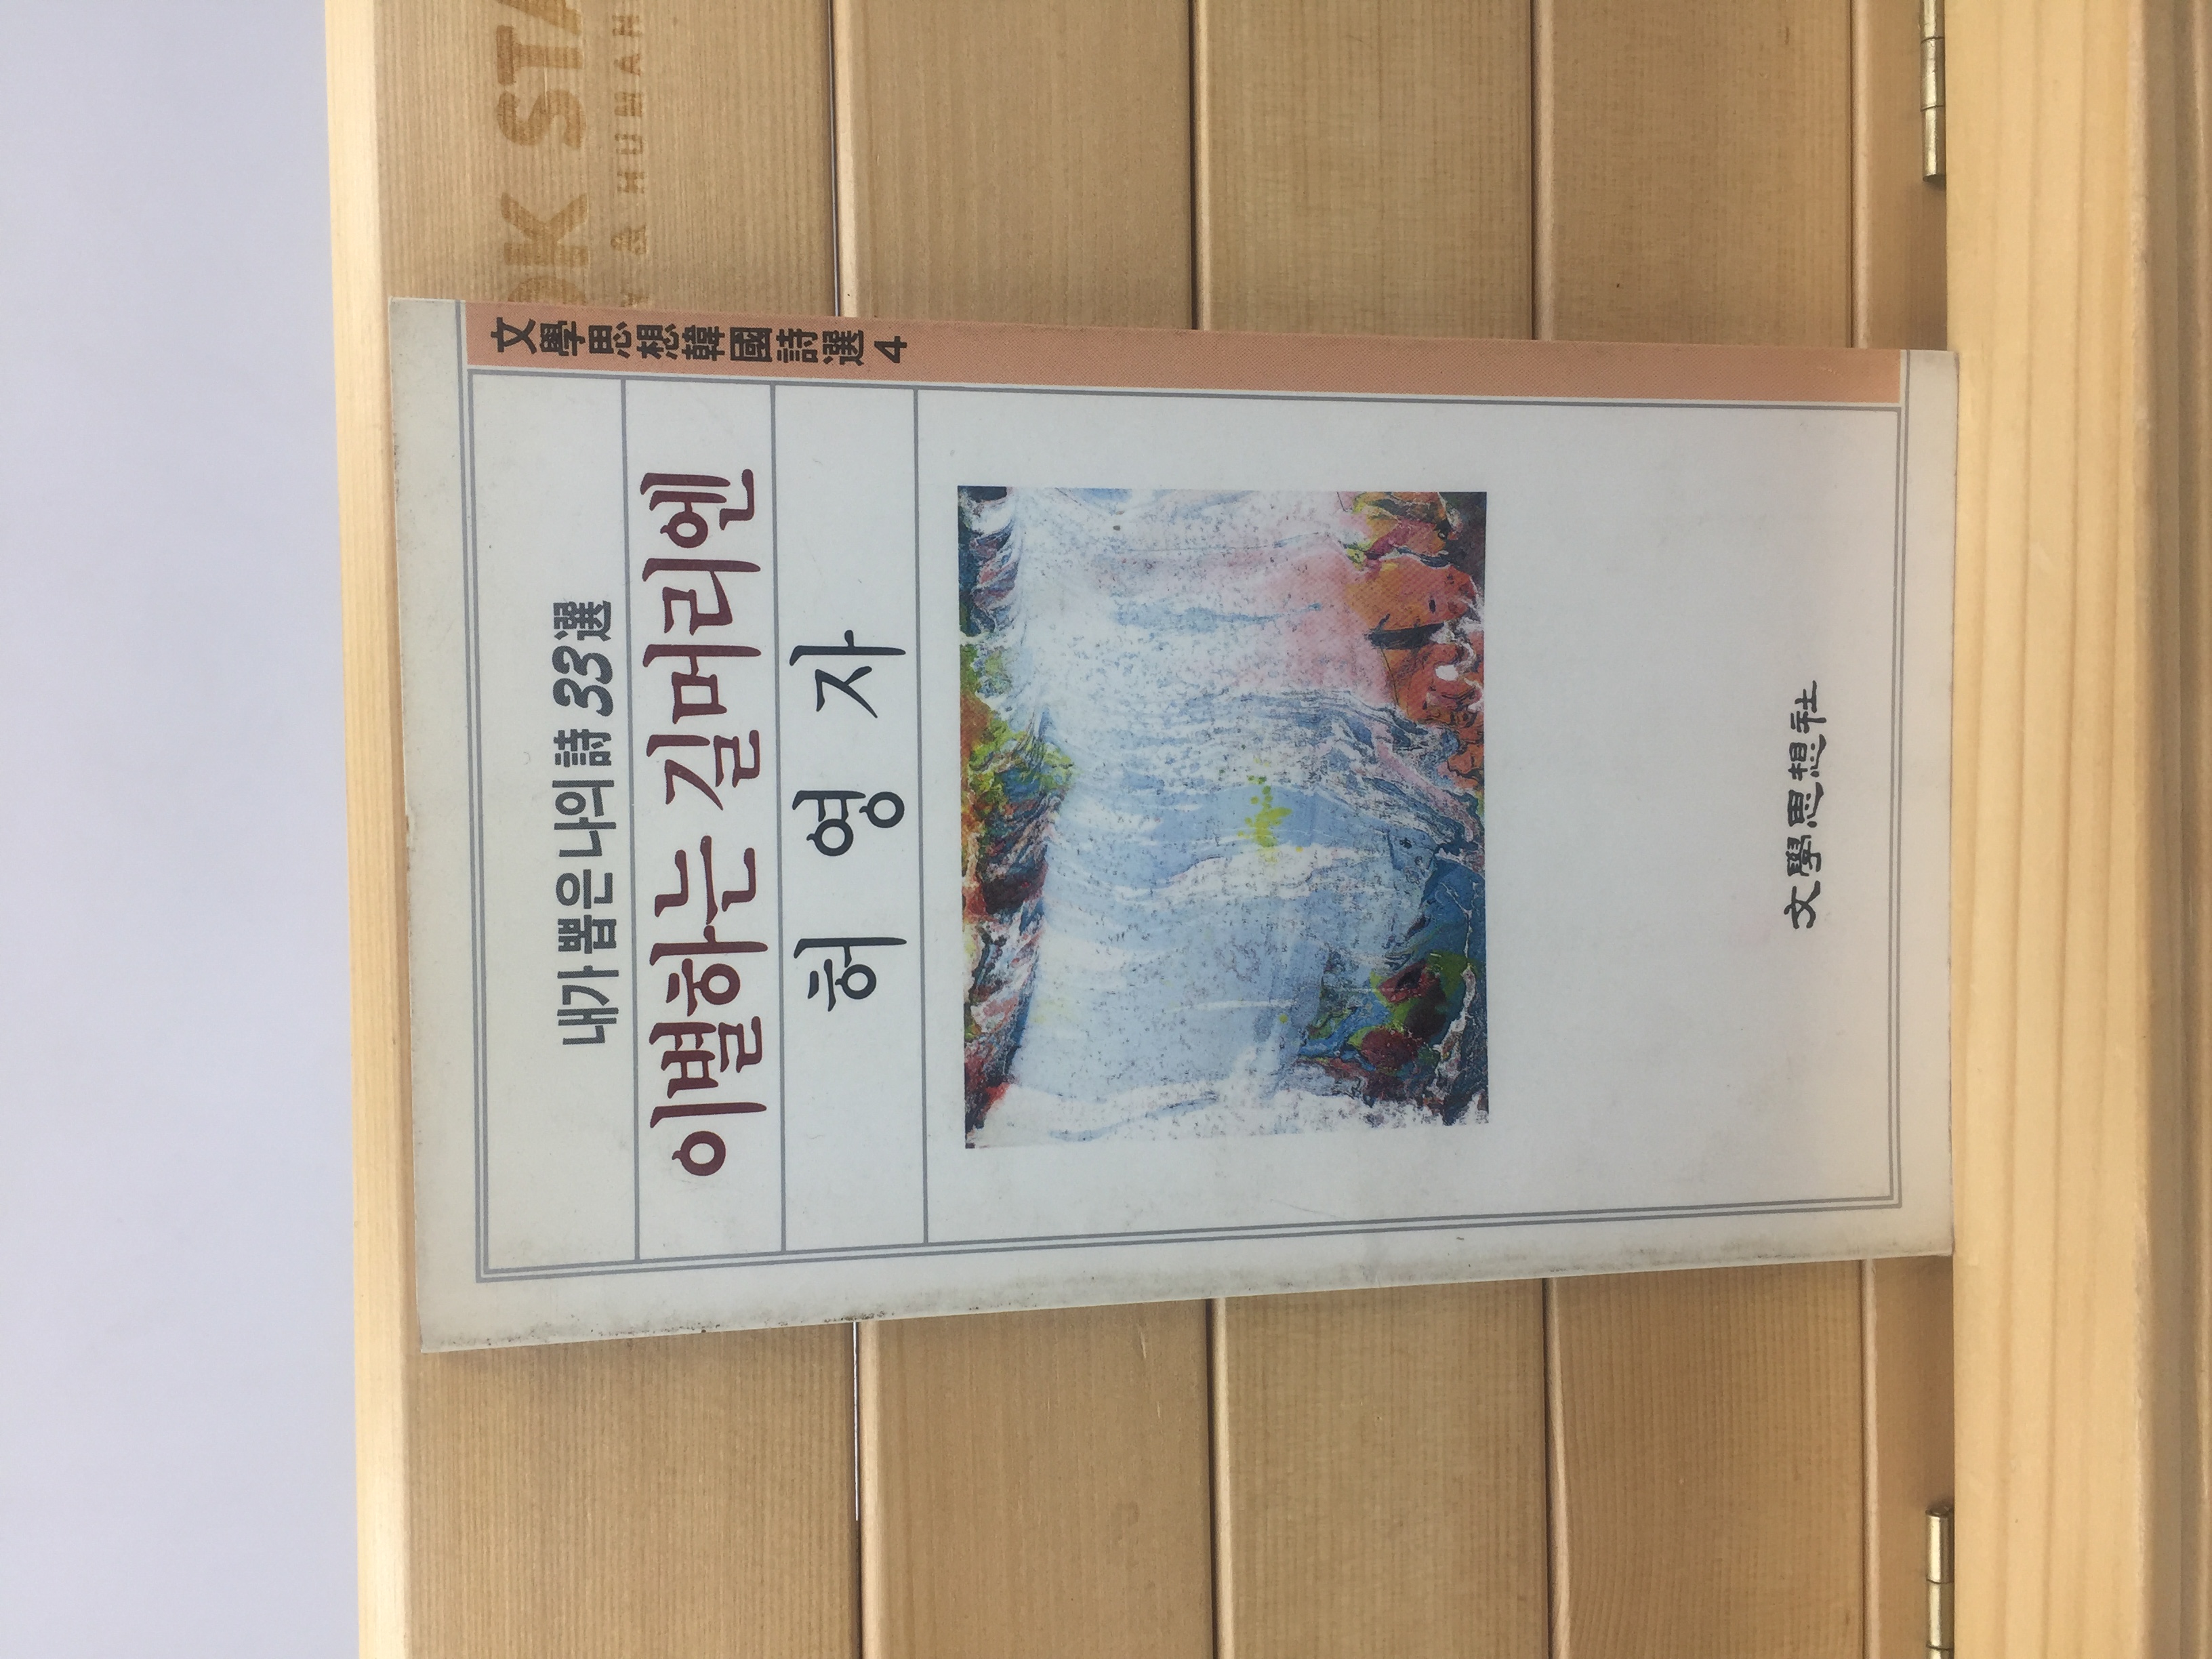 文學思想韓國詩選 4
내가 뽑은 나의 詩 33選
이별하는 길머리엔
허 영 자
文學思想社